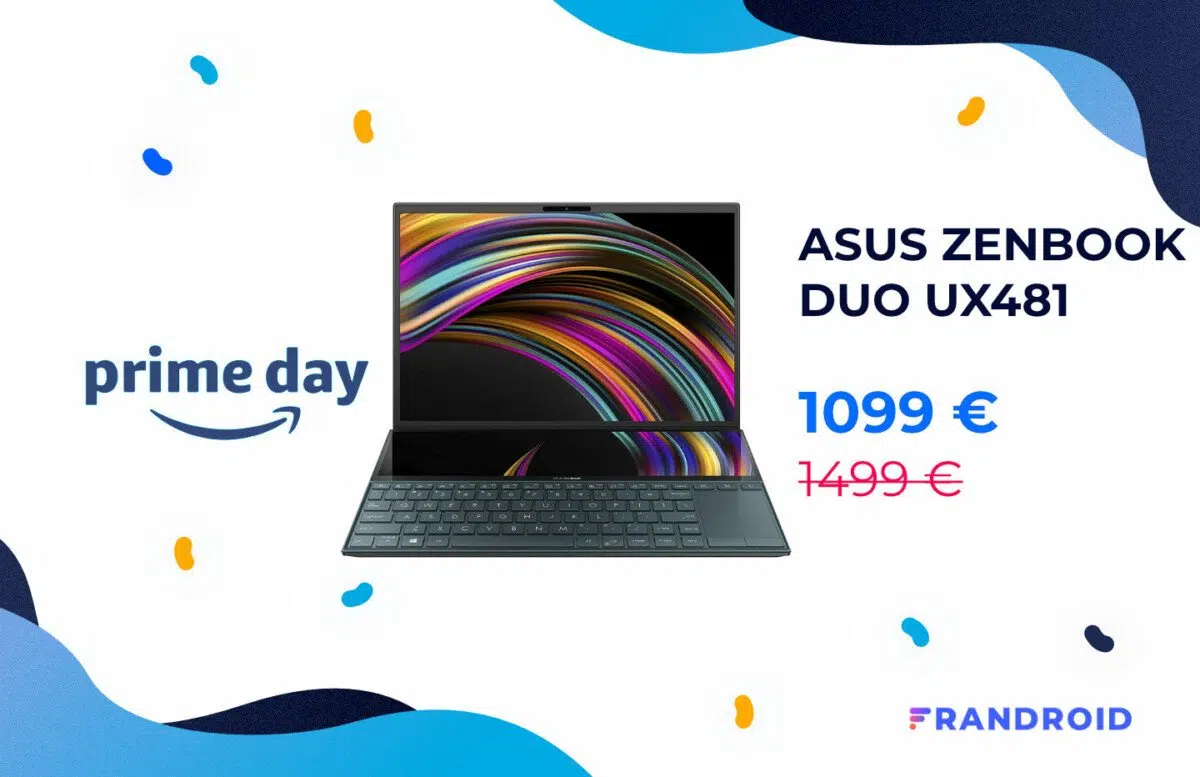 prime day
ASUS ZENBOOK
DUO UX481
1099 €
1499 €
FRANDROID